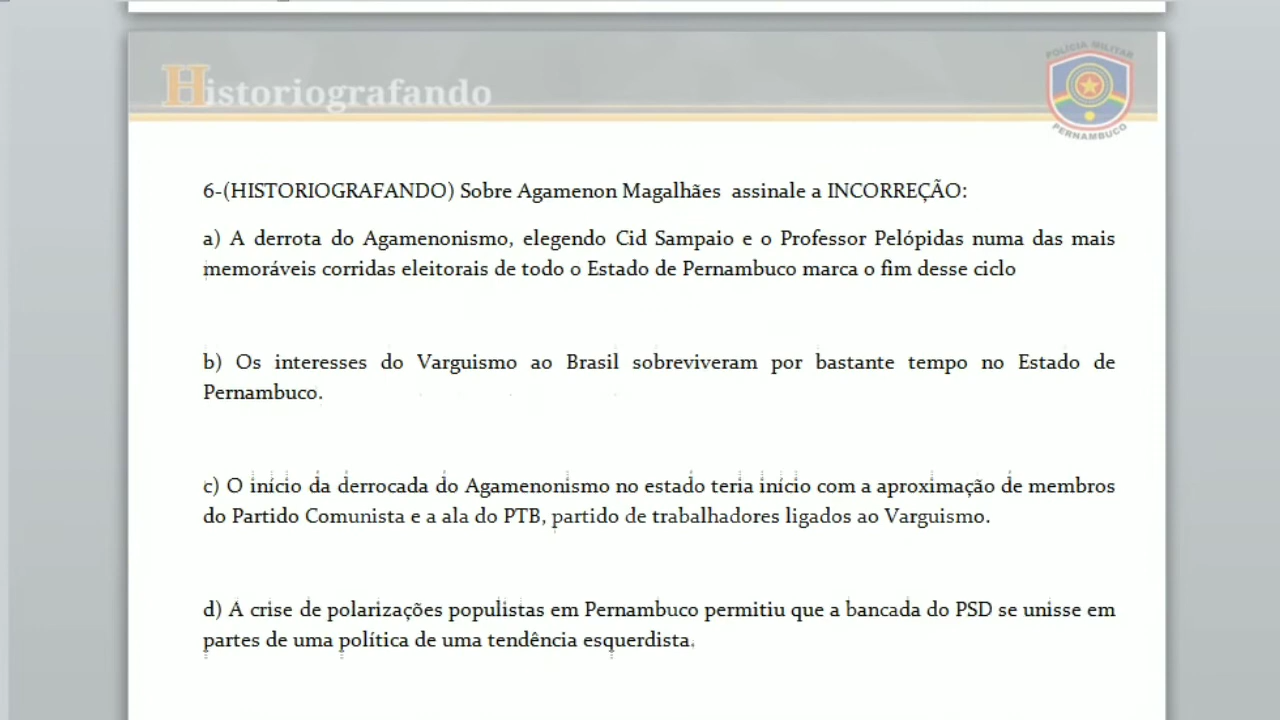 Historiografando
POLÍCIA MILITAR
PERNAMBUCO
6-(HISTORIOGRAFANDO) Sobre Agamenon Magalhães assinale a INCORREÇÃO:
a) A derrota do Agamenonismo, elegendo Cid Sampaio e o Professor Pelópidas numa das mais
memoráveis corridas eleitorais de todo o Estado de Pernambuco marca o fim desse ciclo
b) Os interesses do Varguismo ao Brasil sobreviveram por bastante tempo no Estado de
Pernambuco.
c) O início da derrocada do Agamenonismo no estado teria início com a aproximação de membros
do Partido Comunista e a ala do PTB, partido de trabalhadores ligados ao Varguismo.
d) A crise de polarizações populistas em Pernambuco permitiu que a bancada do PSD se unisse em
partes de uma política de uma tendência esquerdista.